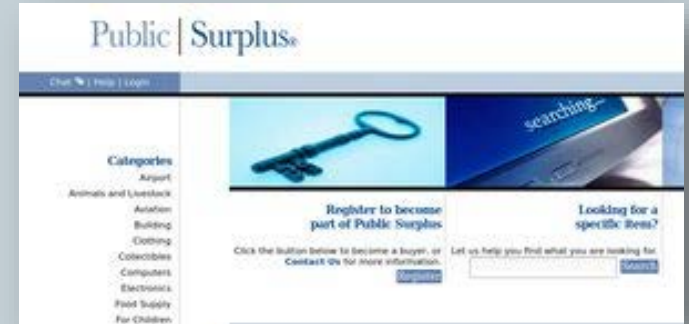 Public | Surplus®
Chat | Help | Login
searching...
Categories
Airport
Animals and Livestock
Aviation
Building
Clothing
Collectibles
Computers
Electronics
Food Supply
For Children
Register to become
part of Public Surplus
Click the button below to become a buyer, or
Contact Us for more information.
Register
Looking for a
specific item?
Let us help you find what you are looking for.
Search